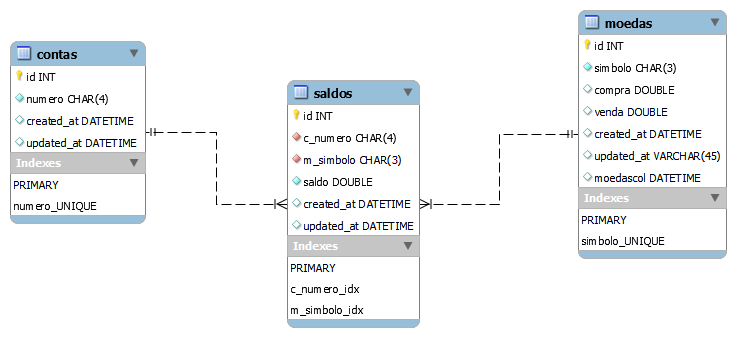 contas
id INT
numero CHAR(4)
created_at DATETIME
updated_at DATETIME
Indexes
PRIMARY
numero_UNIQUE
saldos
id INT
c_numero CHAR(4)
m_simbolo CHAR(3)
saldo DOUBLE
created_at DATETIME
updated_at DATETIME
Indexes
PRIMARY
c_numero_idx
m_simbolo_idx
moedas
id INT
simbolo CHAR(3)
compra DOUBLE
venda DOUBLE
created_at DATETIME
updated_at VARCHAR(45)
moedascol DATETIME
Indexes
PRIMARY
simbolo_UNIQUE